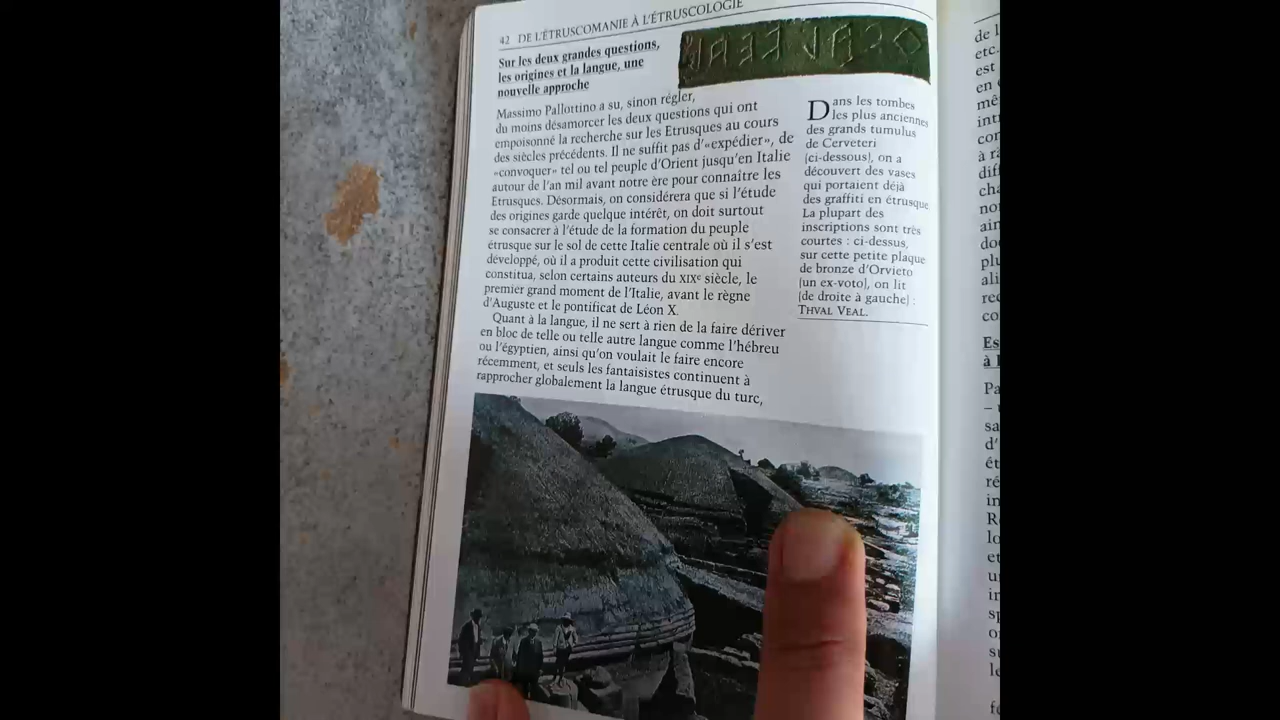 42 DE L'ÉTRUSCOMANIE À L'ÉTRUSCOLOGIE
Sur les deux grandes questions,
les origines et la langue, une
nouvelle approche
Massimo Pallottino a su, sinon régler,
du moins désamorcer les deux questions qui ont
empoisonné la recherche sur les Etrusques au cours
des siècles précédents. Il ne suffit pas d'«expédier», de
«convoquer» tel ou tel peuple d'Orient jusqu'en Italie
autour de l'an mil avant notre ère pour connaître les
Etrusques. Désormais, on considérera que si l'étude
des origines garde quelque intérêt, on doit surtout
se consacrer à l'étude de la formation du peuple
étrusque sur le sol de cette Italie centrale où il s'est
développé, où il a produit cette civilisation qui
constitua, selon certains auteurs du XIXe siècle, le
premier grand moment de l'Italie, avant le règne
d'Auguste et le pontificat de Léon X.
Quant à la langue, il ne sert à rien de la faire dériver
en bloc de telle ou telle autre langue comme l'hébreu
ou l'égyptien, ainsi qu'on voulait le faire encore
récemment, et seuls les fantaisistes continuent à
rapprocher globalement la langue étrusque du turc,
Dans les tombes
les plus anciennes
des grands tumulus
de Cerveteri
(ci-dessous), on a
découvert des vases
qui portaient déjà
des graffiti en étrusque
La plupart des
inscriptions sont très
courtes : ci-dessus,
sur cette petite plaque
de bronze d'Orvieto
(un ex-voto), on lit
(de droite à gauche) :
THVAL VEAL.